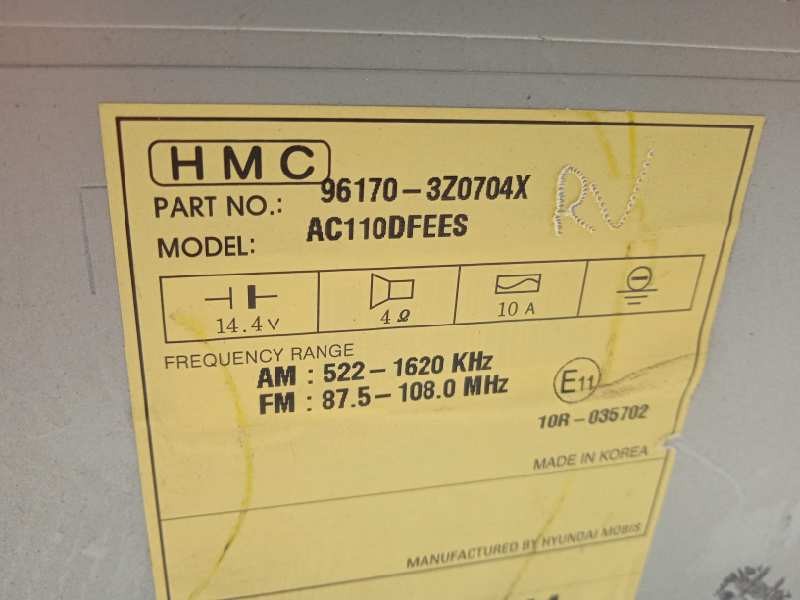 HMC
PART NO.: 96170-3Z0704X
RV
MODEL: AC110DFEES
14.4V 4Ω 10A
FREQUENCY RANGE
AM : 522-1620 KHz
FM : 87.5-108.0 MHz
E11
10R-035702
MADE IN KOREA
MANUFACTURED BY HYUNDAI MOBIS